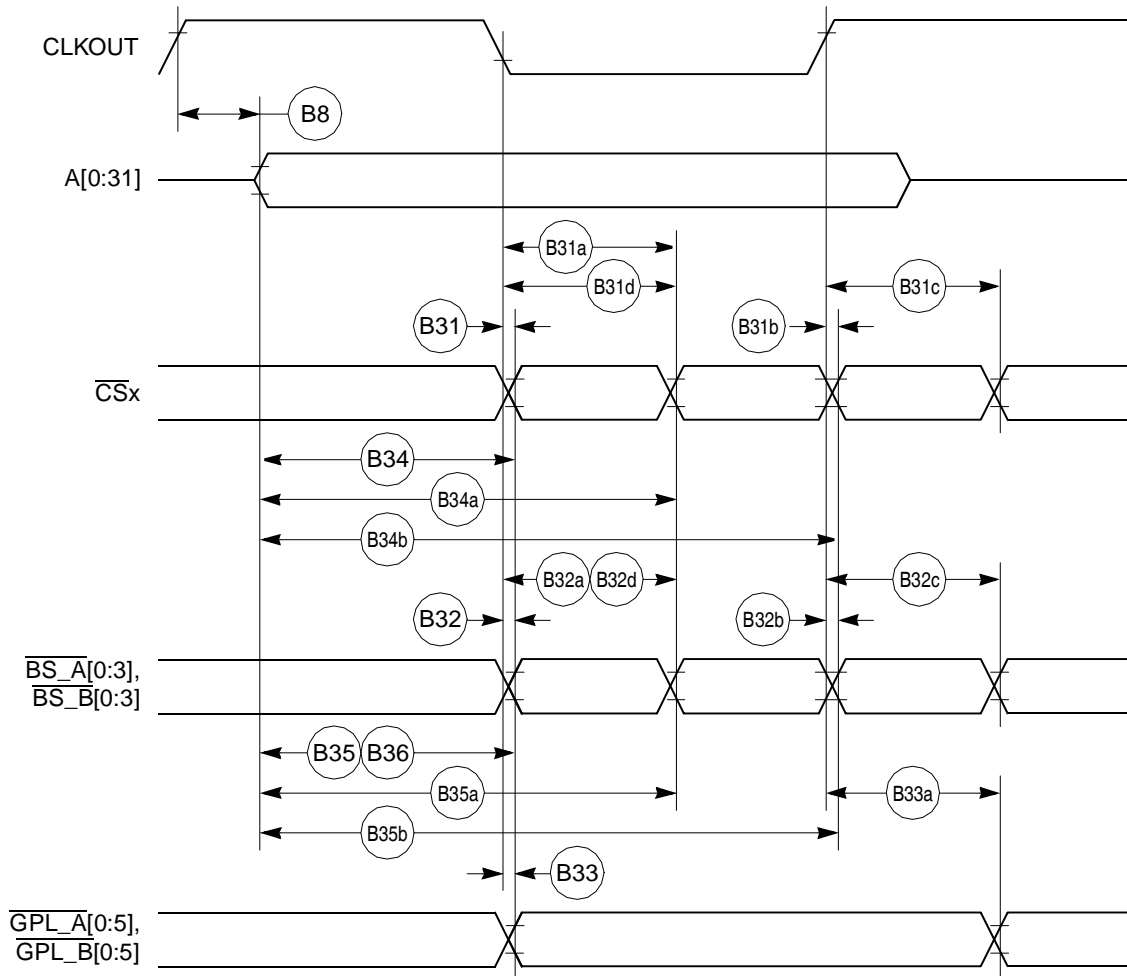 CLKOUT
B8
A[0:31]
B31a
B31d
B31c
B31
B31b
CSx
B34
B34a
B34b
B32a B32d
B32c
B32
B32b
BS_A[0:3],
BS_B[0:3]
B35 B36
B35a
B33a
B35b
B33
GPL_A[0:5],
GPL_B[0:5]